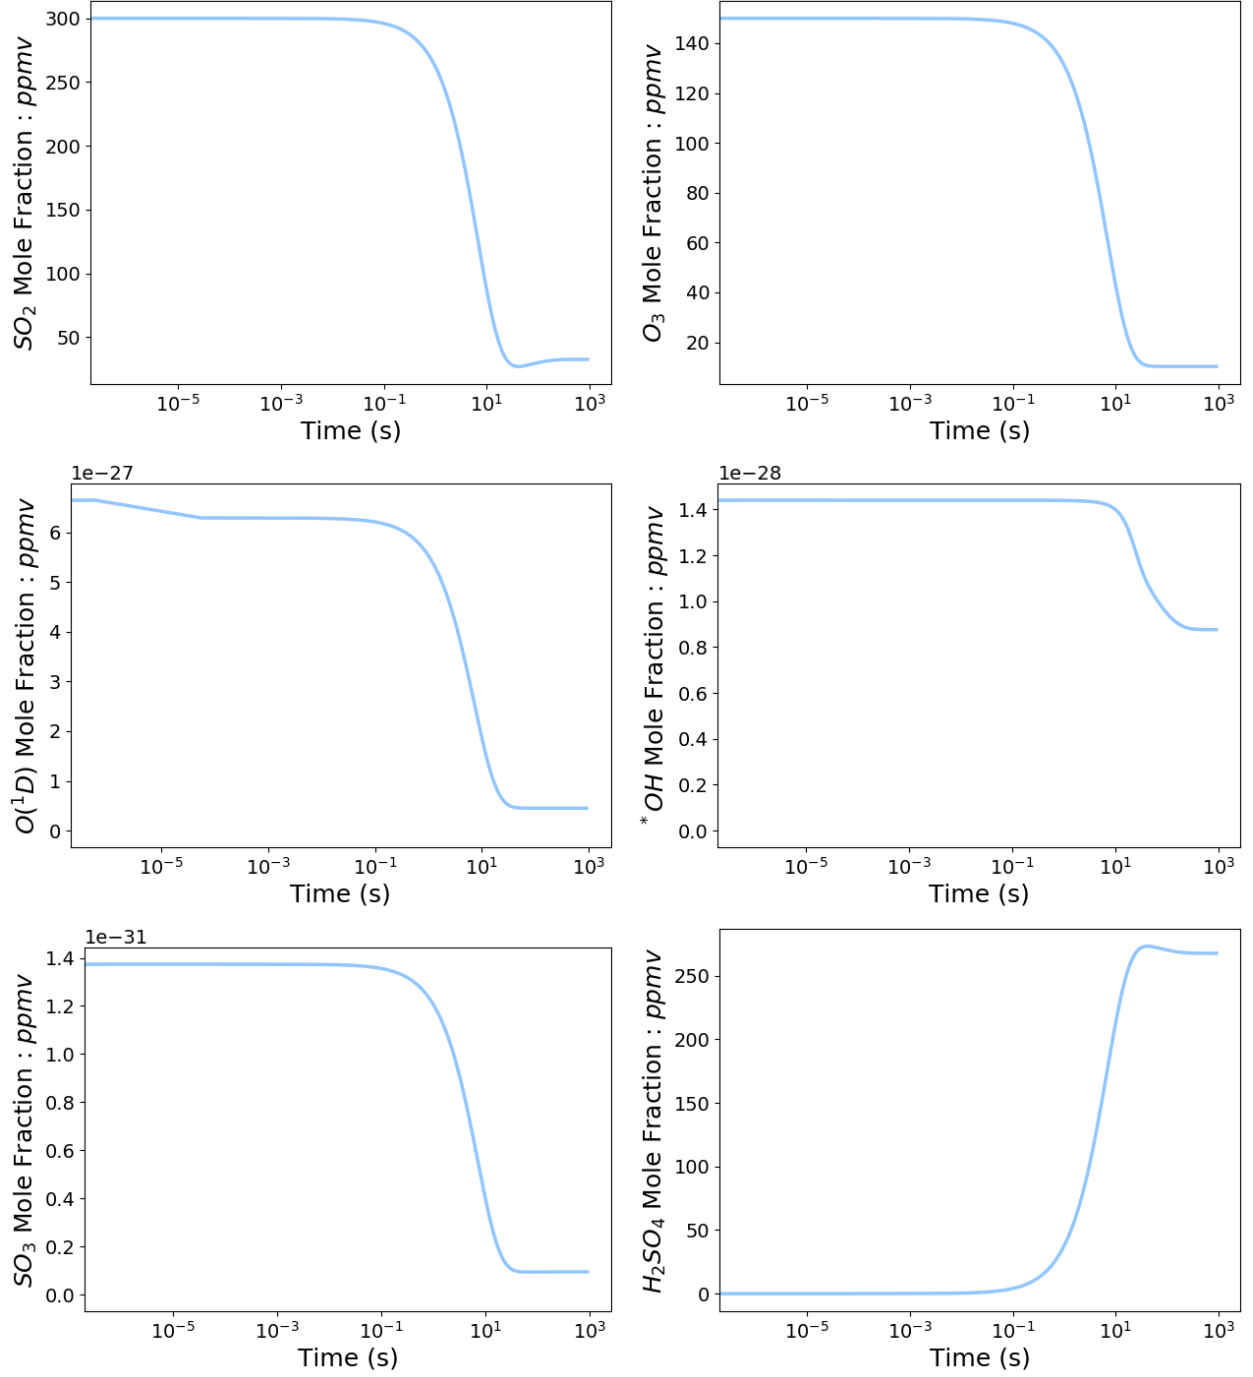 SO₂ Mole Fraction : ppmv
300
250
200
150
100
50
10⁻⁵ 10⁻³ 10⁻¹ 10¹ 10³
Time (s)
O₃ Mole Fraction : ppmv
140
120
100
80
60
40
20
10⁻⁵ 10⁻³ 10⁻¹ 10¹ 10³
Time (s)
1e−27
O(¹D) Mole Fraction : ppmv
6
5
4
3
2
1
0
10⁻⁵ 10⁻³ 10⁻¹ 10¹ 10³
Time (s)
1e−28
*OH Mole Fraction : ppmv
1.4
1.2
1.0
0.8
0.6
0.4
0.2
0.0
10⁻⁵ 10⁻³ 10⁻¹ 10¹ 10³
Time (s)
1e−31
SO₃ Mole Fraction : ppmv
1.4
1.2
1.0
0.8
0.6
0.4
0.2
0.0
10⁻⁵ 10⁻³ 10⁻¹ 10¹ 10³
Time (s)
H₂SO₄ Mole Fraction : ppmv
250
200
150
100
50
0
10⁻⁵ 10⁻³ 10⁻¹ 10¹ 10³
Time (s)